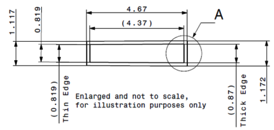 4.67
(4.37)
A
1.117
0.819
(0.819)
Thin Edge
Enlarged and not to scale,
for illustration purposes only
(0.87)
Thick Edge
1.172